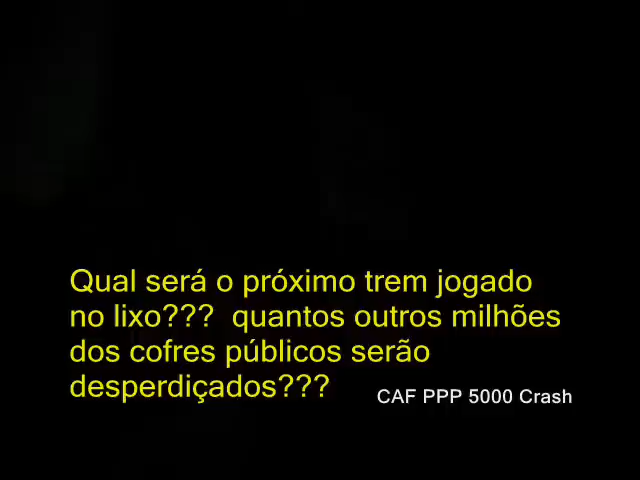 Qual será o próximo trem jogado
no lixo???  quantos outros milhões
dos cofres públicos serão
desperdiçados???
CAF PPP 5000 Crash